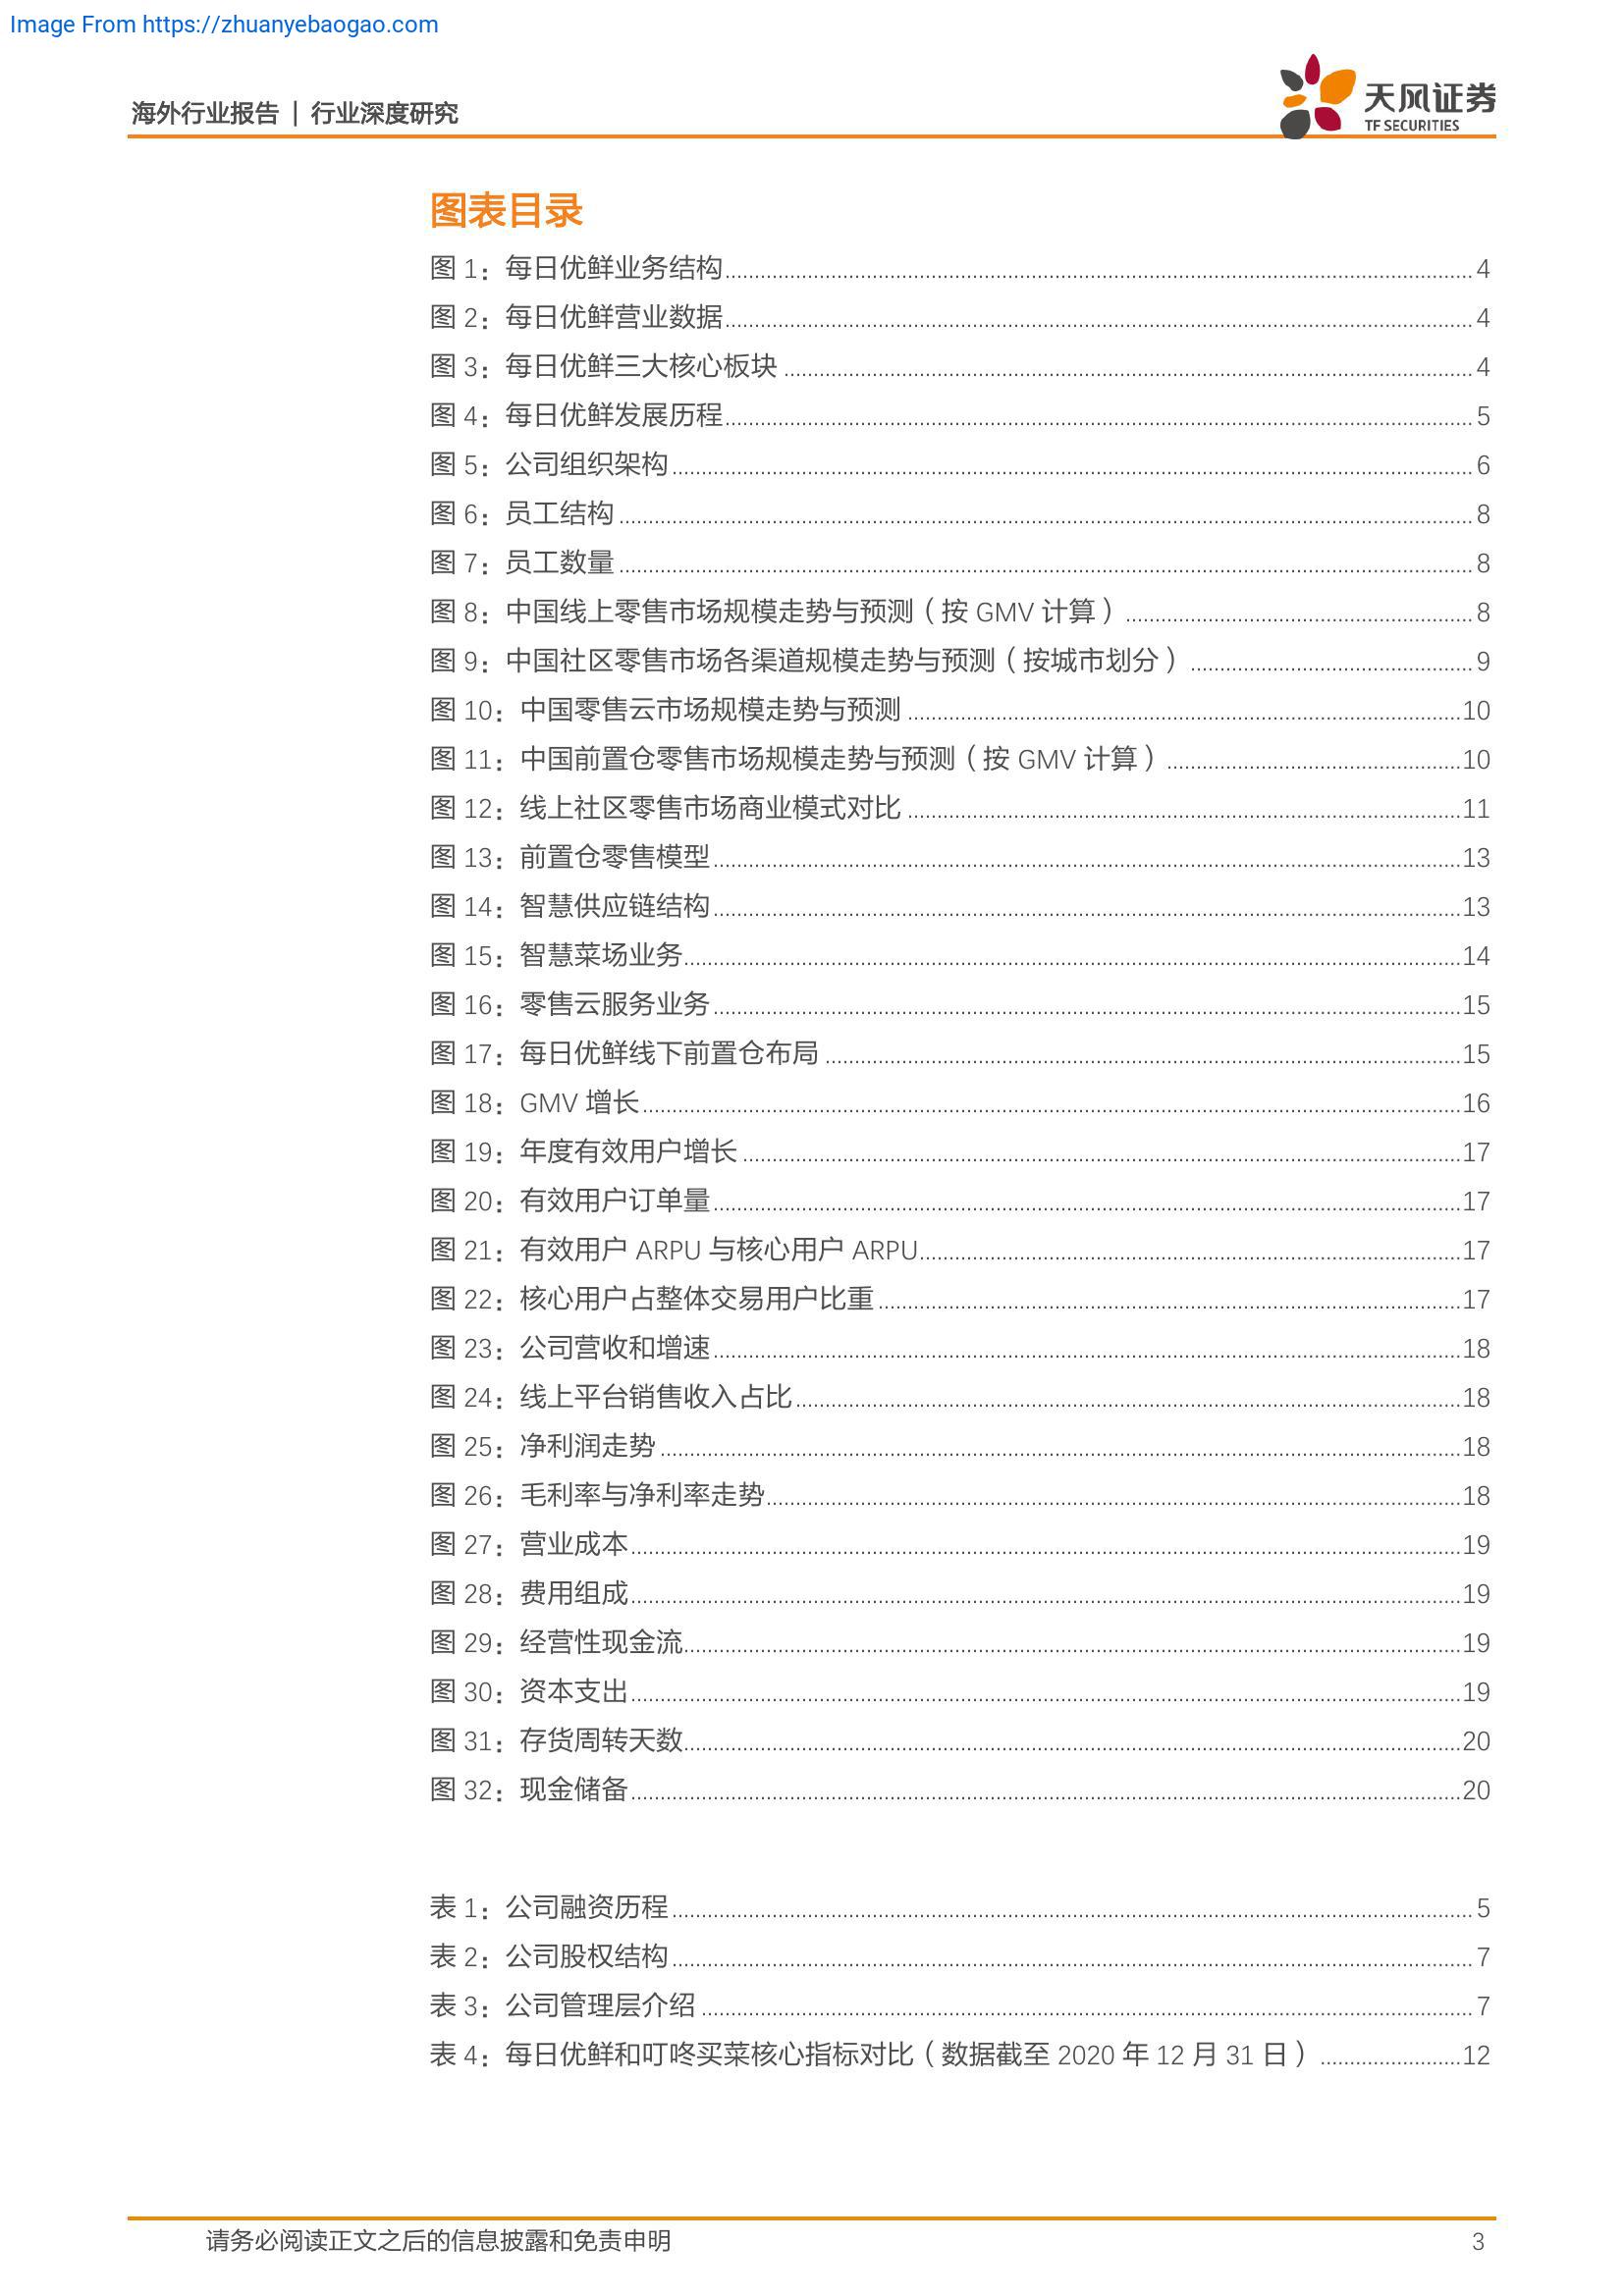 Image From https://zhuanyebaogao.com
海外行业报告 | 行业深度研究
天风证券
TF SECURITIES
图表目录
图 1：每日优鲜业务结构 4
图 2：每日优鲜营业数据 4
图 3：每日优鲜三大核心板块 4
图 4：每日优鲜发展历程 5
图 5：公司组织架构 6
图 6：员工结构 8
图 7：员工数量 8
图 8：中国线上零售市场规模走势与预测（按 GMV 计算） 8
图 9：中国社区零售市场各渠道规模走势与预测（按城市划分） 9
图 10：中国零售云市场规模走势与预测 10
图 11：中国前置仓零售市场规模走势与预测（按 GMV 计算） 10
图 12：线上社区零售市场商业模式对比 11
图 13：前置仓零售模型 13
图 14：智慧供应链结构 13
图 15：智慧菜场业务 14
图 16：零售云服务业务 15
图 17：每日优鲜线下前置仓布局 15
图 18：GMV 增长 16
图 19：年度有效用户增长 17
图 20：有效用户订单量 17
图 21：有效用户 ARPU 与核心用户 ARPU 17
图 22：核心用户占整体交易用户比重 17
图 23：公司营收和增速 18
图 24：线上平台销售收入占比 18
图 25：净利润走势 18
图 26：毛利率与净利率走势 18
图 27：营业成本 19
图 28：费用组成 19
图 29：经营性现金流 19
图 30：资本支出 19
图 31：存货周转天数 20
图 32：现金储备 20
表 1：公司融资历程 5
表 2：公司股权结构 7
表 3：公司管理层介绍 7
表 4：每日优鲜和叮咚买菜核心指标对比（数据截至 2020 年 12 月 31 日） 12
请务必阅读正文之后的信息披露和免责申明 3